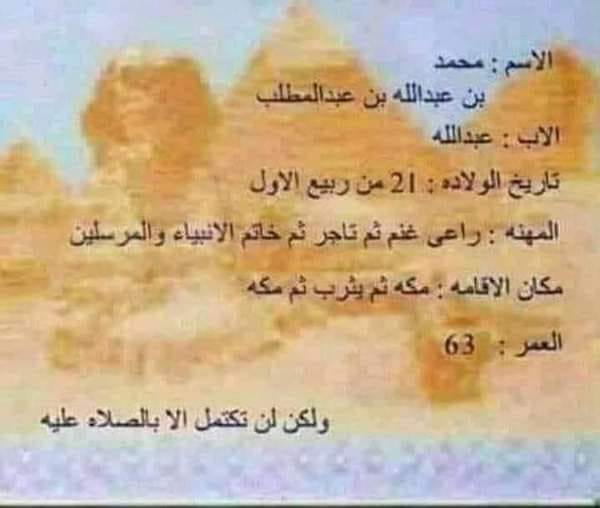 الاسم : محمد
بن عبدالله بن عبدالمطلب
الاب : عبدالله
تاريخ الولاده : 21 من ربيع الاول
المهنه : راعى غنم ثم تاجر ثم خاتم الانبياء والمرسلين
مكان الاقامه : مكه ثم يثرب ثم مكه
العمر : 63
ولكن لن تكتمل الا بالصلاه عليه